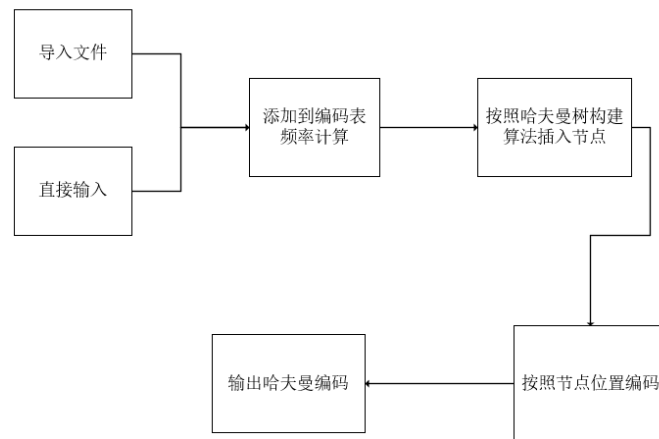 导入文件
直接输入
添加到编码表
频率计算
按照哈夫曼树构建
算法插入节点
按照节点位置编码
输出哈夫曼编码